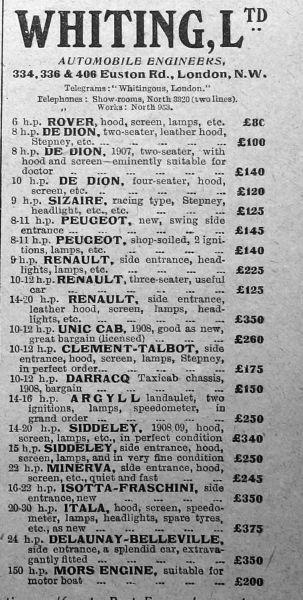 WHITING, LTD
AUTOMOBILE ENGINEERS,
334, 336 & 406 Euston Rd., London, N.W.
Telegrams: "Whitingous, London."
Telephones: Show-rooms, North 3820 (two lines).
Works: North 903.
6 h.p. ROVER, hood, screen, lamps, etc. £80
8 h.p. DE DION, two-seater, leather hood,
Stepney, etc. ... ... ... ... ... £100
8 h.p. DE DION, 1907, two-seater, with
hood and screen—eminently suitable for
doctor ... ... ... ... ... £140
10 h.p. DE DION, four-seater, hood,
screen, etc. ... ... ... ... ... £120
9 h.p. SIZAIRE, racing type, Stepney,
headlight, etc., etc. ... ... ... £125
8-11 h.p. PEUGEOT, new, swing side
entrance ... ... ... ... ... £145
8-11 h.p. PEUGEOT, shop-soiled, 2 igni-
tions, lamps, etc. ... ... ... £140
9 h.p. RENAULT, side entrance, head-
lights, lamps, etc. ... ... ... £225
10-12 h.p. RENAULT, three-seater, useful
car ... ... ... ... ... £125
14-20 h.p. RENAULT, side entrance,
leather hood, screen, lamps, head-
lights, etc. ... ... ... ... £350
10-12 h.p. UNIC CAB, 1908, good as new,
great bargain (licensed) ... ... ... £260
10-12 h.p. CLEMENT-TALBOT, side
entrance, hood, screen, lamps, Stepney,
in perfect order ... ... ... ... £175
10-12 h.p. DARRACQ Taxicab chassis,
1908, bargain ... ... ... ... £150
14-16 h.p. ARGYLL landaulet, two
ignitions, lamps, speedometer, in
grand order ... ... ... ... £250
14-20 h.p. SIDDELEY, 1908-09, hood,
screen, lamps, etc., in perfect condition £340
15 h.p. SIDDELEY, side entrance, hood,
screen, lamps, and in very fine condition £250
22 h.p. MINERVA, side entrance, hood,
screen, etc., quiet and fast ... ... £245
16-22 h.p. ISOTTA-FRASCHINI, side
entrance, new ... ... ... ... £350
20-30 h.p. ITALA, hood, screen, speedo-
meter, lamps, headlights, spare tyres,
etc., as new ... ... ... ... £375
24 h.p. DELAUNAY-BELLEVILLE,
side entrance, a splendid car, extrava-
gantly fitted ... ... ... ... £350
150 h.p. MORS ENGINE, suitable for
motor boat ... ... ... ... £200